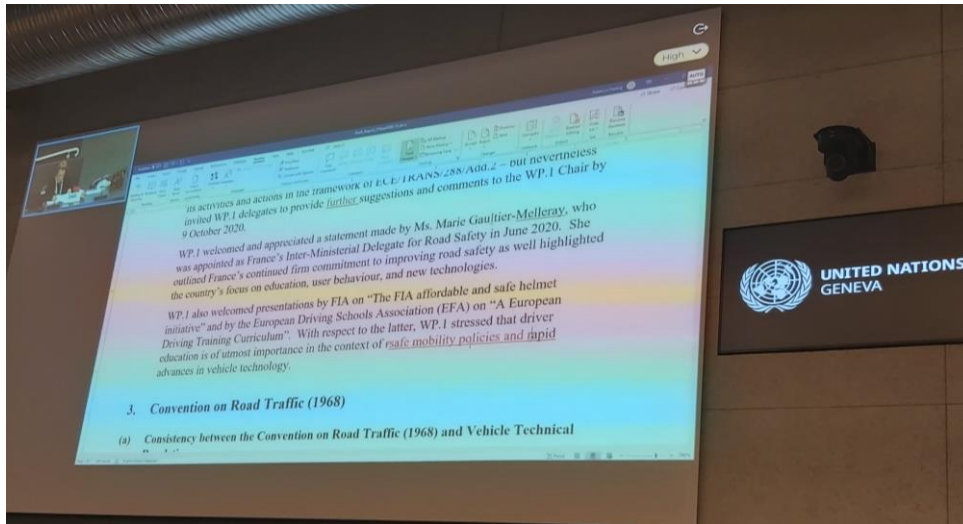 High
its activities and actions in the framework of ECE/TRANS/288/Add.2 – but nevertheless
invited WP.1 delegates to provide further suggestions and comments to the WP.1 Chair by
9 October 2020.
WP.1 welcomed and appreciated a statement made by Ms. Marie Gaultier-Melleray, who
was appointed as France's Inter-Ministerial Delegate for Road Safety in June 2020. She
outlined France's continued firm commitment to improving road safety as well highlighted
the country's focus on education, user behaviour, and new technologies.
WP.1 also welcomed presentations by FIA on "The FIA affordable and safe helmet
initiative" and by the European Driving Schools Association (EFA) on "A European
Driving Training Curriculum". With respect to the latter, WP.1 stressed that driver
education is of utmost importance in the context of rsafe mobility policies and rapid
advances in vehicle technology.
3. Convention on Road Traffic (1968)
(a) Consistency between the Convention on Road Traffic (1968) and Vehicle Technical
UNITED NATIONS
GENEVA